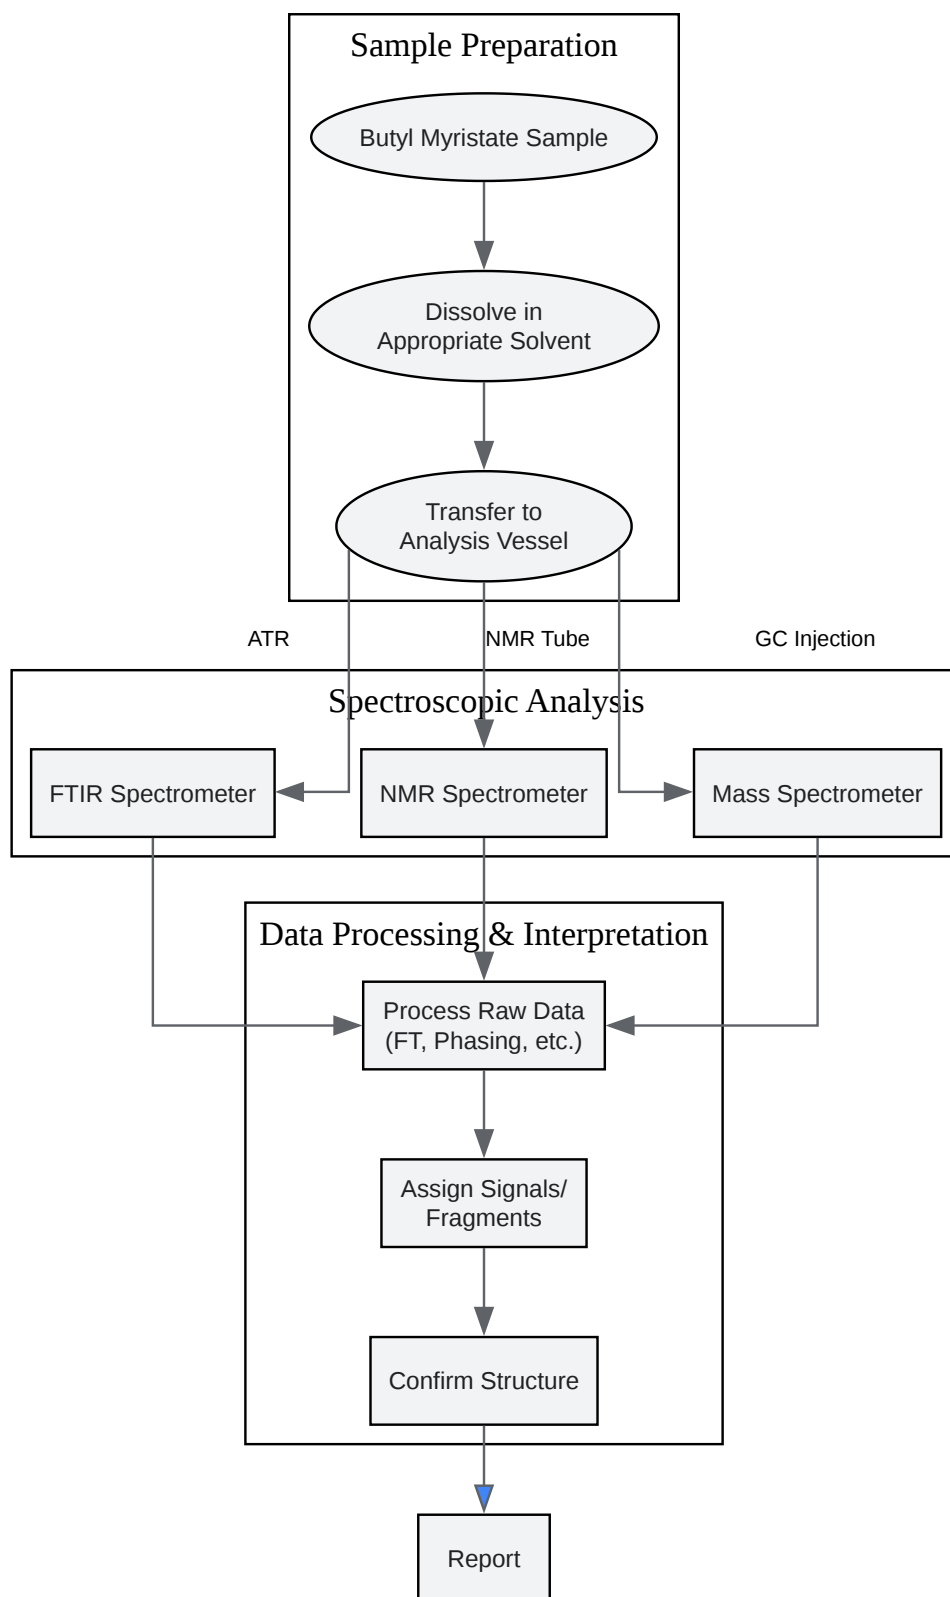 Sample Preparation
Butyl Myristate Sample
Dissolve in
Appropriate Solvent
Transfer to
Analysis Vessel
ATR
NMR Tube
GC Injection
Spectroscopic Analysis
FTIR Spectrometer
NMR Spectrometer
Mass Spectrometer
Data Processing & Interpretation
Process Raw Data
(FT, Phasing, etc.)
Assign Signals/
Fragments
Confirm Structure
Report